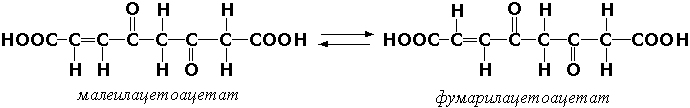 O H H H O H H
HOOC–C=C–C–C–C–C–COOH ⇄ HOOC–C=C–C–C–C–C–COOH
H H H O H H H O H
малеилацетоацетат фумарилацетоацетат